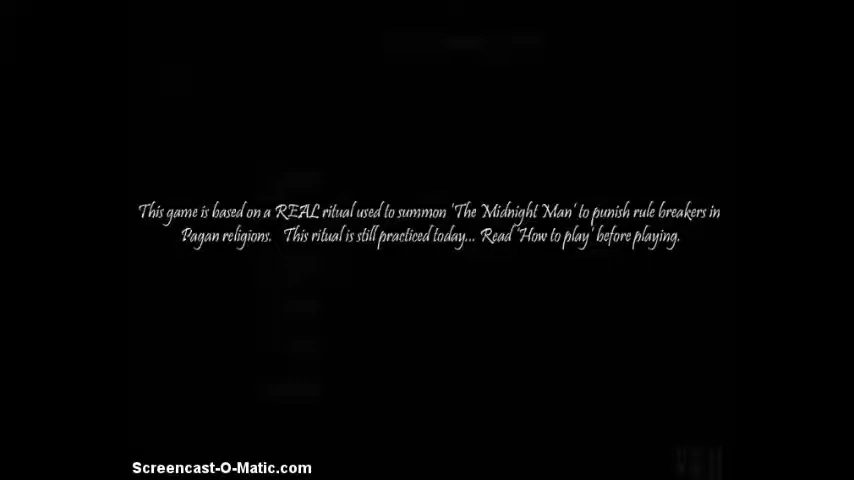 This game is based on a REAL ritual used to summon 'The Midnight Man' to punish rule breakers in
Pagan religions. This ritual is still practiced today... Read 'How to play' before playing.
Screencast-O-Matic.com